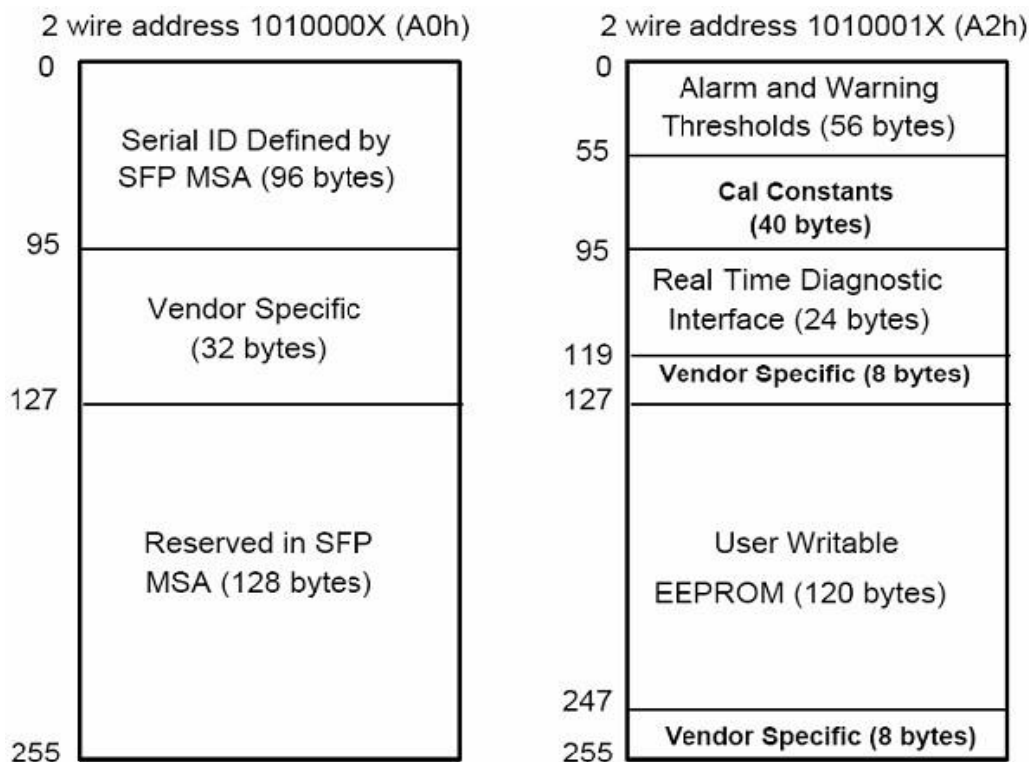 2 wire address 1010000X (A0h)
0
Serial ID Defined by
SFP MSA (96 bytes)
95
Vendor Specific
(32 bytes)
127
Reserved in SFP
MSA (128 bytes)
255
2 wire address 1010001X (A2h)
0
Alarm and Warning
Thresholds (56 bytes)
55
Cal Constants
(40 bytes)
95
Real Time Diagnostic
Interface (24 bytes)
119
Vendor Specific (8 bytes)
127
User Writable
EEPROM (120 bytes)
247
Vendor Specific (8 bytes)
255